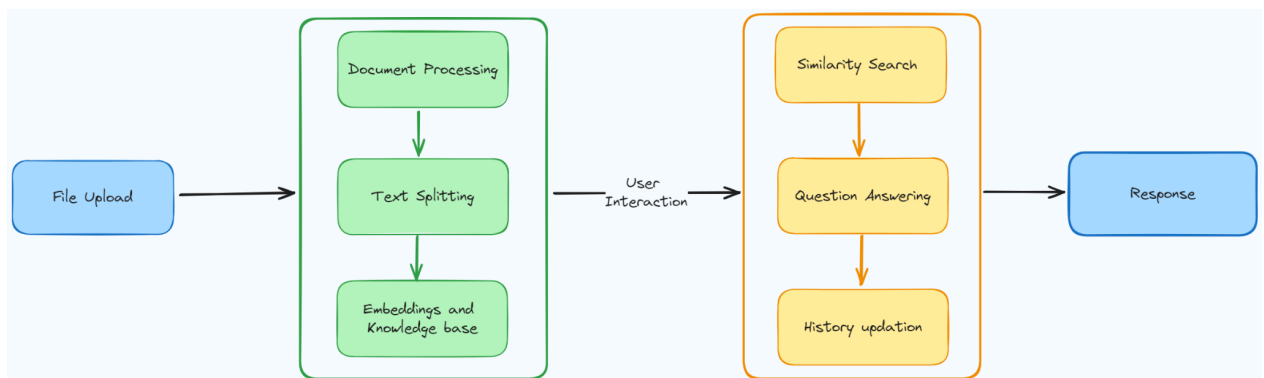 File Upload
Document Processing
Text Splitting
Embeddings and
Knowledge base
User
Interaction
Similarity Search
Question Answering
History updation
Response